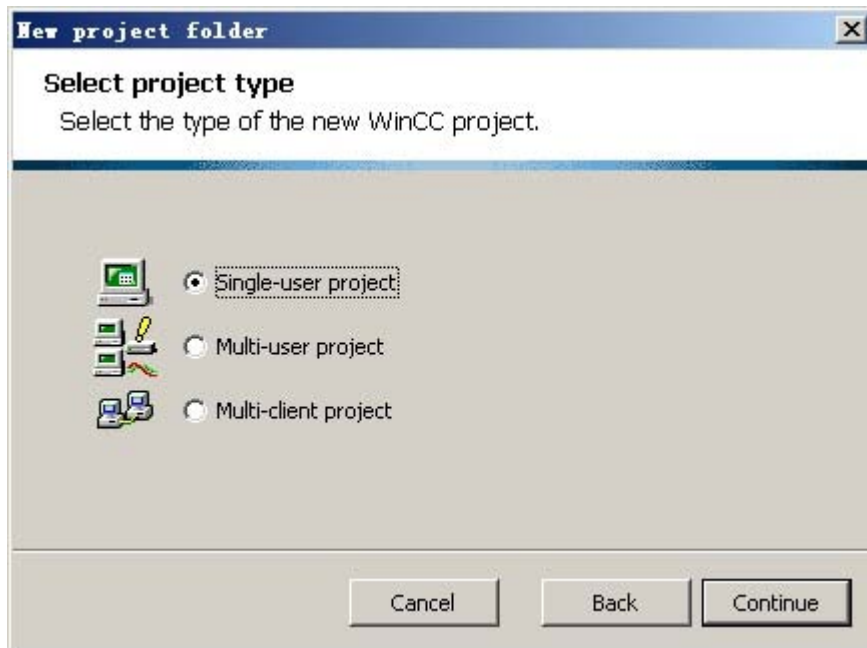 New project folder
Select project type
Select the type of the new WinCC project.
Single-user project
Multi-user project
Multi-client project
Cancel
Back
Continue